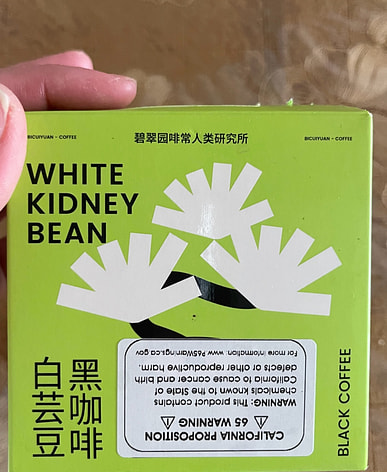 BICUIYUAN - COFFEE
碧翠园啡常人类研究所
BICUIYUAN - COFFEE
WHITE
KIDNEY
BEAN
黑咖啡
白芸豆
BLACK COFFEE
CALIFORNIA PROPOSITION
⚠ 65 WARNING ⚠
WARNING: This product contains
chemicals known to the State of
California to cause cancer and birth
defects or other reproductive harm.
For more information: www.P65Warnings.ca.gov